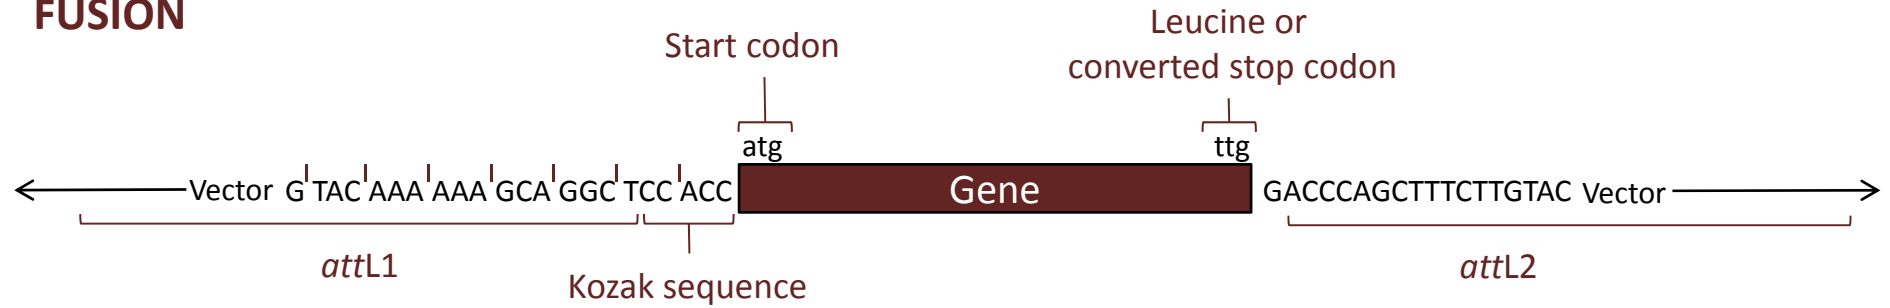 FUSION
Start codon
Leucine or
converted stop codon
atg
ttg
Vector G'TAC'AAA'AAA'GCA'GGC'TCC'ACC Gene GACCCAGCTTTCTTGTAC Vector
attL1
Kozak sequence
attL2